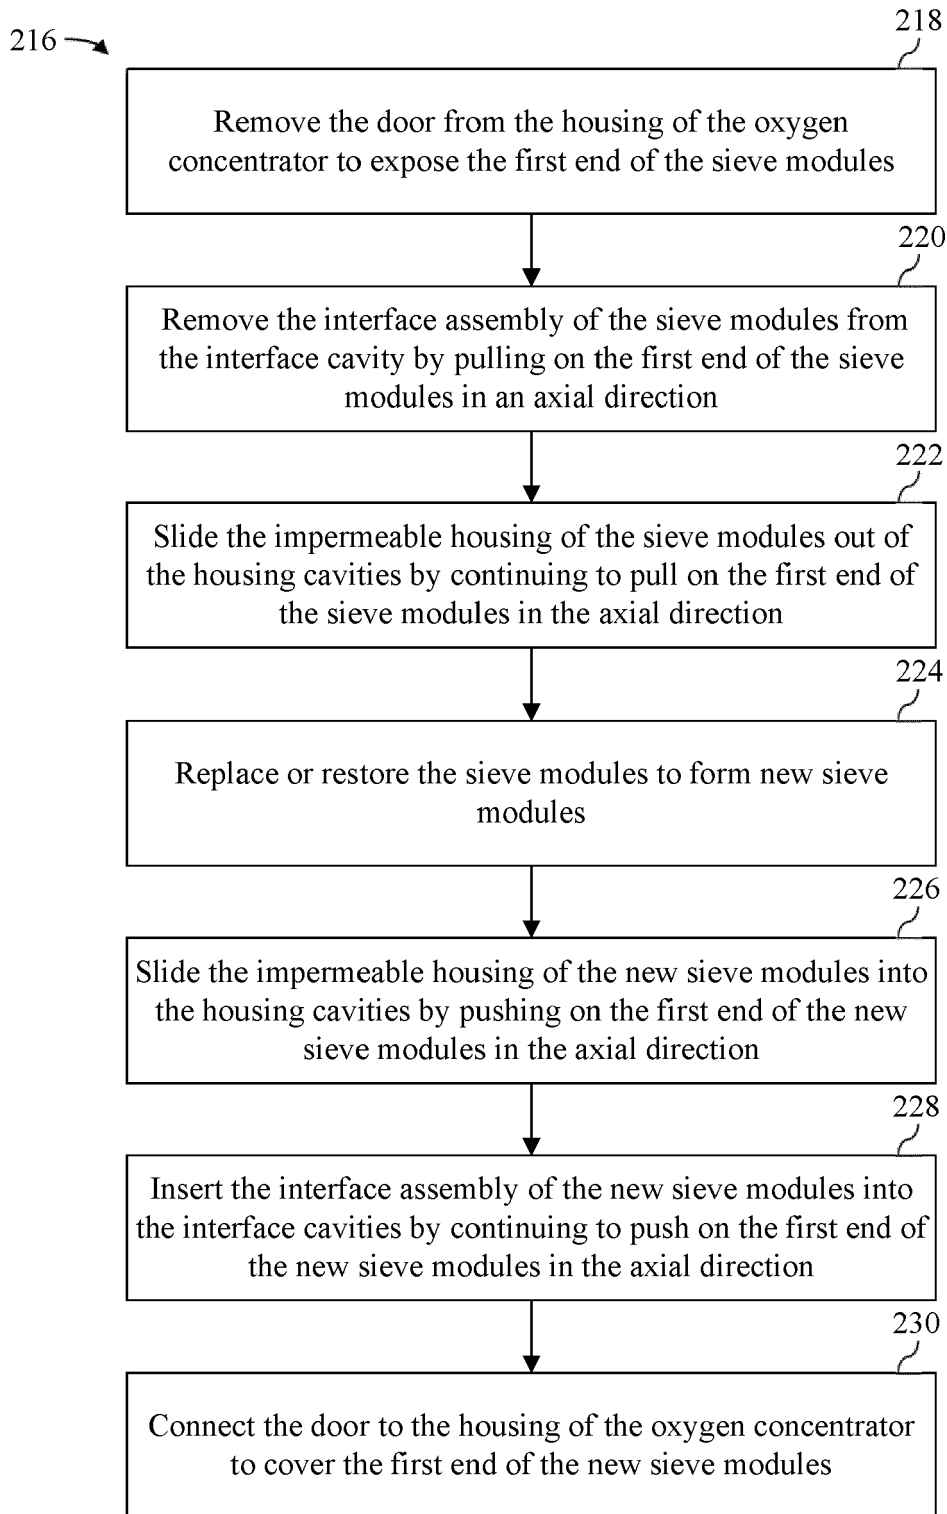 216
218
Remove the door from the housing of the oxygen
concentrator to expose the first end of the sieve modules
220
Remove the interface assembly of the sieve modules from
the interface cavity by pulling on the first end of the sieve
modules in an axial direction
222
Slide the impermeable housing of the sieve modules out of
the housing cavities by continuing to pull on the first end of
the sieve modules in the axial direction
224
Replace or restore the sieve modules to form new sieve
modules
226
Slide the impermeable housing of the new sieve modules into
the housing cavities by pushing on the first end of the new
sieve modules in the axial direction
228
Insert the interface assembly of the new sieve modules into
the interface cavities by continuing to push on the first end of
the new sieve modules in the axial direction
230
Connect the door to the housing of the oxygen concentrator
to cover the first end of the new sieve modules